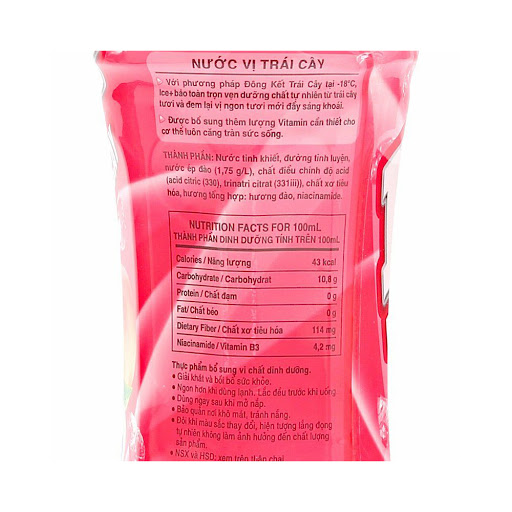 NƯỚC VỊ TRÁI CÂY
Với phương pháp Đông Kết Trái Cây tại -18°C,
Ice+ bảo toàn trọn vẹn dưỡng chất tự nhiên từ trái cây
tươi và đem lại vị ngon tươi mới đầy sảng khoái.
Được bổ sung thêm lượng Vitamin cần thiết cho
cơ thể luôn căng tràn sức sống.
THÀNH PHẦN: Nước tinh khiết, đường tinh luyện,
nước ép đào (1,75 g/L), chất điều chỉnh độ acid
(acid citric (330), trinatri citrat (331iii)), chất xơ tiêu
hóa, hương tổng hợp: hương đào, niacinamide.
NUTRITION FACTS FOR 100mL
THÀNH PHẦN DINH DƯỠNG TÍNH TRÊN 100mL
Calories / Năng lượng 43 kcal
Carbohydrate / Carbohydrat 10,8 g
Protein / Chất đạm 0 g
Fat/ Chất béo 0 g
Dietary Fiber / Chất xơ tiêu hóa 114 mg
Niacinamide / Vitamin B3 4,2 mg
Thực phẩm bổ sung vi chất dinh dưỡng.
• Giải khát và bồi bổ sức khỏe.
• Ngon hơn khi dùng lạnh. Lắc đều trước khi uống.
• Dùng ngay sau khi mở nắp.
• Bảo quản nơi khô mát, tránh nắng.
• Đôi khi màu sắc thay đổi, hiện tượng lắng đọng
tự nhiên không làm ảnh hưởng đến chất lượng
sản phẩm.
• NSX và HSD: xem trên thân chai